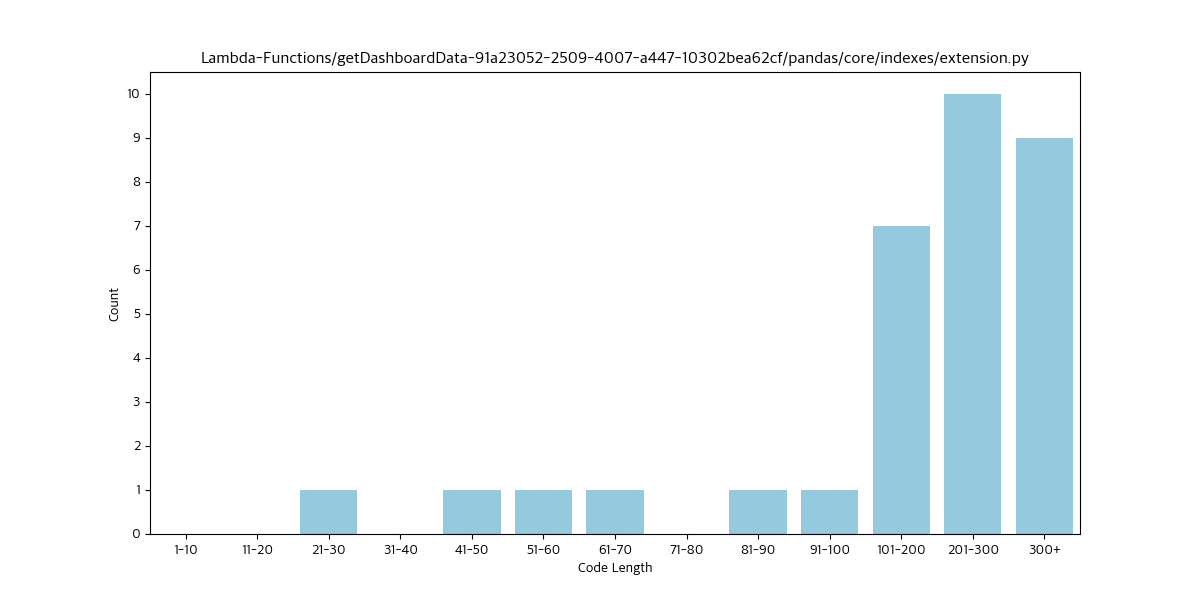 Lambda-Functions/getDashboardData-91a23052-2509-4007-a447-10302bea62cf/pandas/core/indexes/extension.py
10
9
8
7
6
5
4
3
2
1
0
Count
1-10 11-20 21-30 31-40 41-50 51-60 61-70 71-80 81-90 91-100 101-200 201-300 300+
Code Length